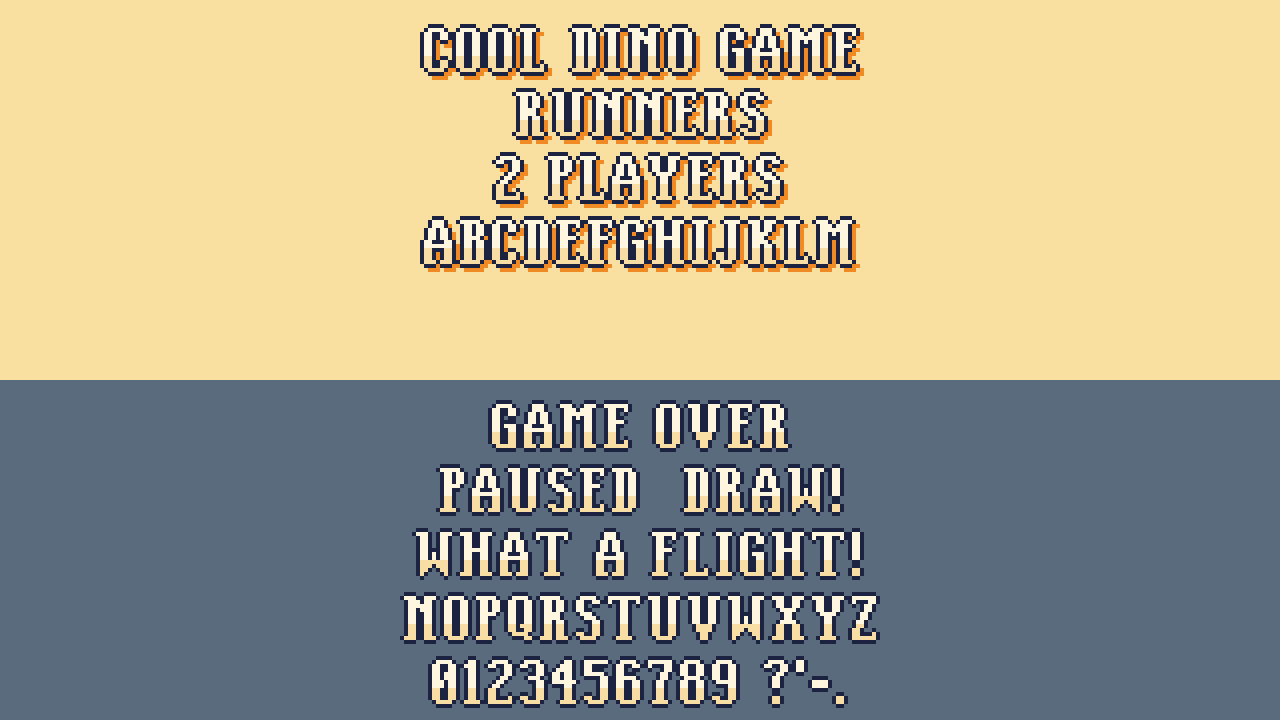 COOL DINO GAME
RUNNERS
2 PLAYERS
ABCDEFGHIJKLM
GAME OVER
PAUSED  DRAW!
WHAT A FLIGHT!
NOPQRSTUVWXYZ
0123456789 ?'-.